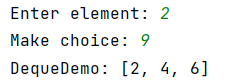 Enter element: 2
Make choice: 9
DequeDemo: [2, 4, 6]